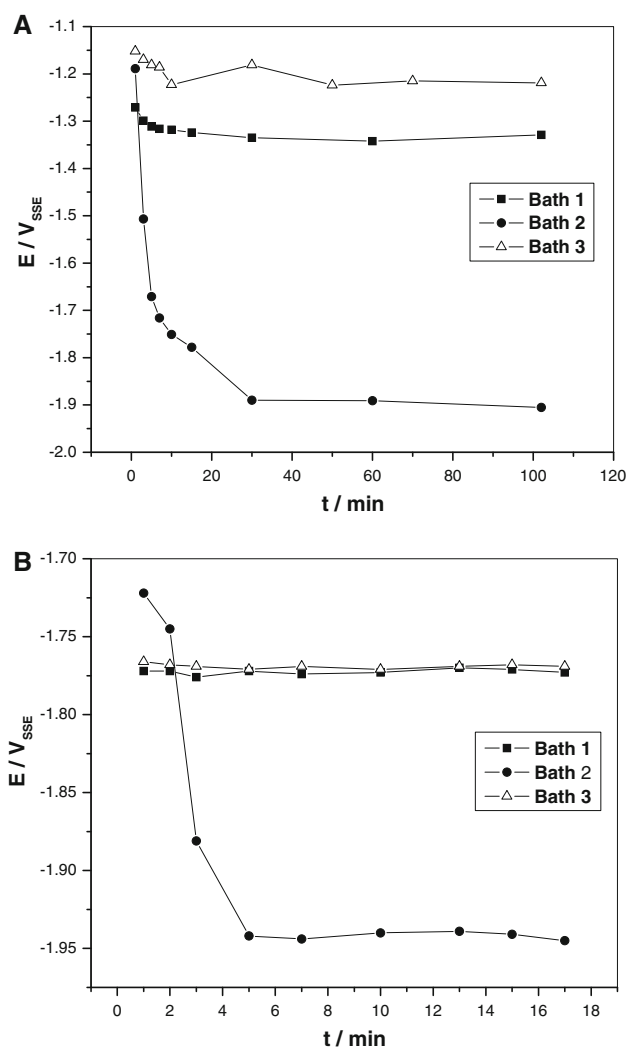 A
-1.1
-1.2
-1.3
-1.4
-1.5
-1.6
-1.7
-1.8
-1.9
-2.0
E / V_SSE
Bath 1
Bath 2
Bath 3
0 20 40 60 80 100 120
t / min
B
-1.70
-1.75
-1.80
-1.85
-1.90
-1.95
E / V_SSE
Bath 1
Bath 2
Bath 3
0 2 4 6 8 10 12 14 16 18
t / min